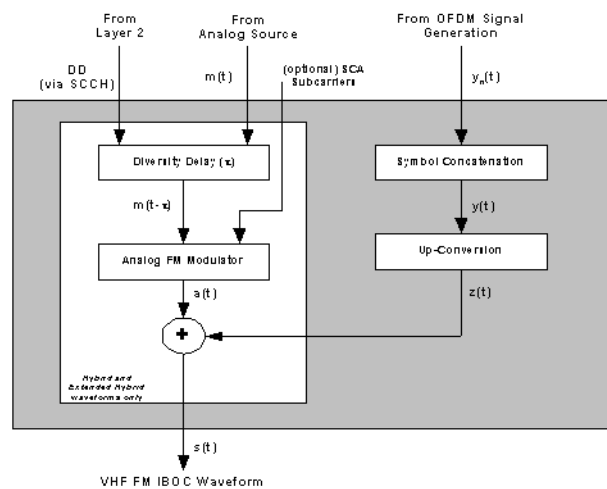 From
Layer 2
From
Analog Source
From OFDM Signal
Generation
DD
(via SCCH)
m(t)
(optional) SCA
Subcarriers
yn(t)
Diversity Delay (τ)
Symbol Concatenation
m(t-τ)
y(t)
Analog FM Modulator
Up-Conversion
a(t)
z(t)
+
Hybrid and
Extended Hybrid
waveforms only
s(t)
VHF FM IBOC Waveform